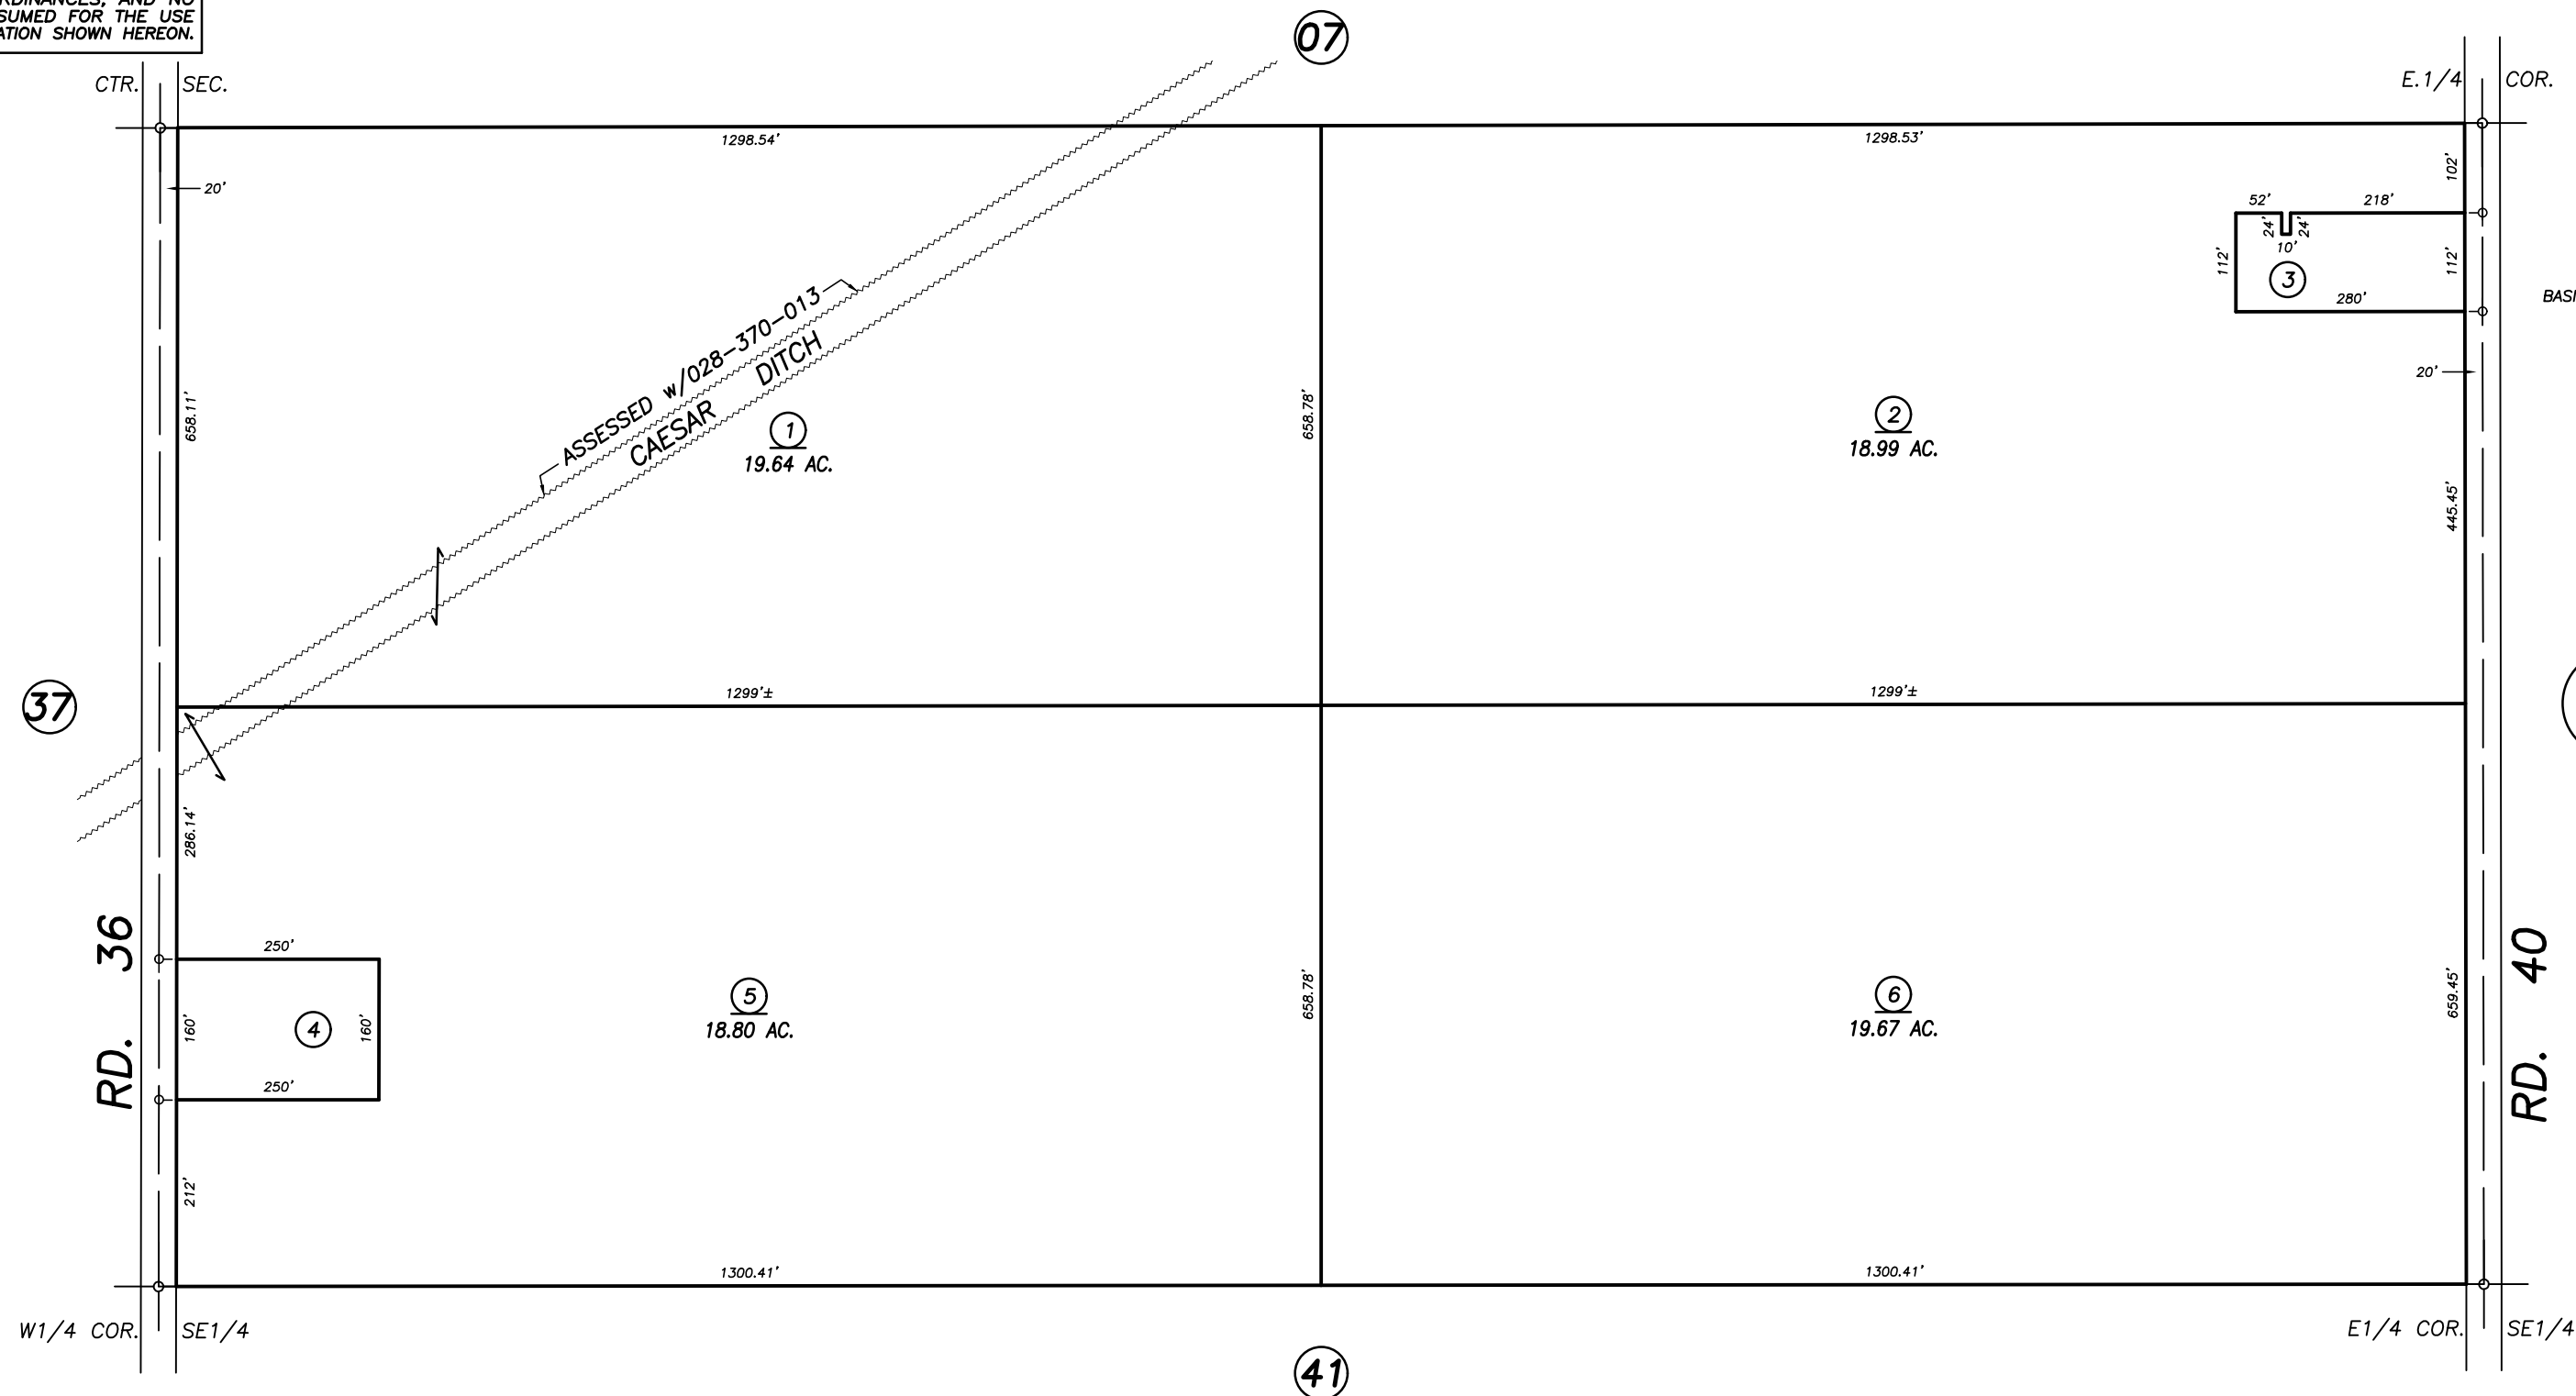 AND NO
SUMED FOR THE USE
SHOWN HEREON.
07
CTR. SEC.
E.1/4 COR.
1298.54'
1298.53'
102'
20'
52' 218'
24' 24'
10'
112'
112'
3
280'
ASSESSED w/028-370-013
CAESAR DITCH
20'
658.11'
658.78'
1
19.64 AC.
2
18.99 AC.
445.45'
37
1299'±
1299'±
286.14'
RD. 36
250'
160'
4
160'
250'
5
18.80 AC.
658.78'
6
19.67 AC.
659.45'
RD. 40
212'
1300.41'
1300.41'
W1/4 COR. SE1/4
E1/4 COR. SE1/4
41